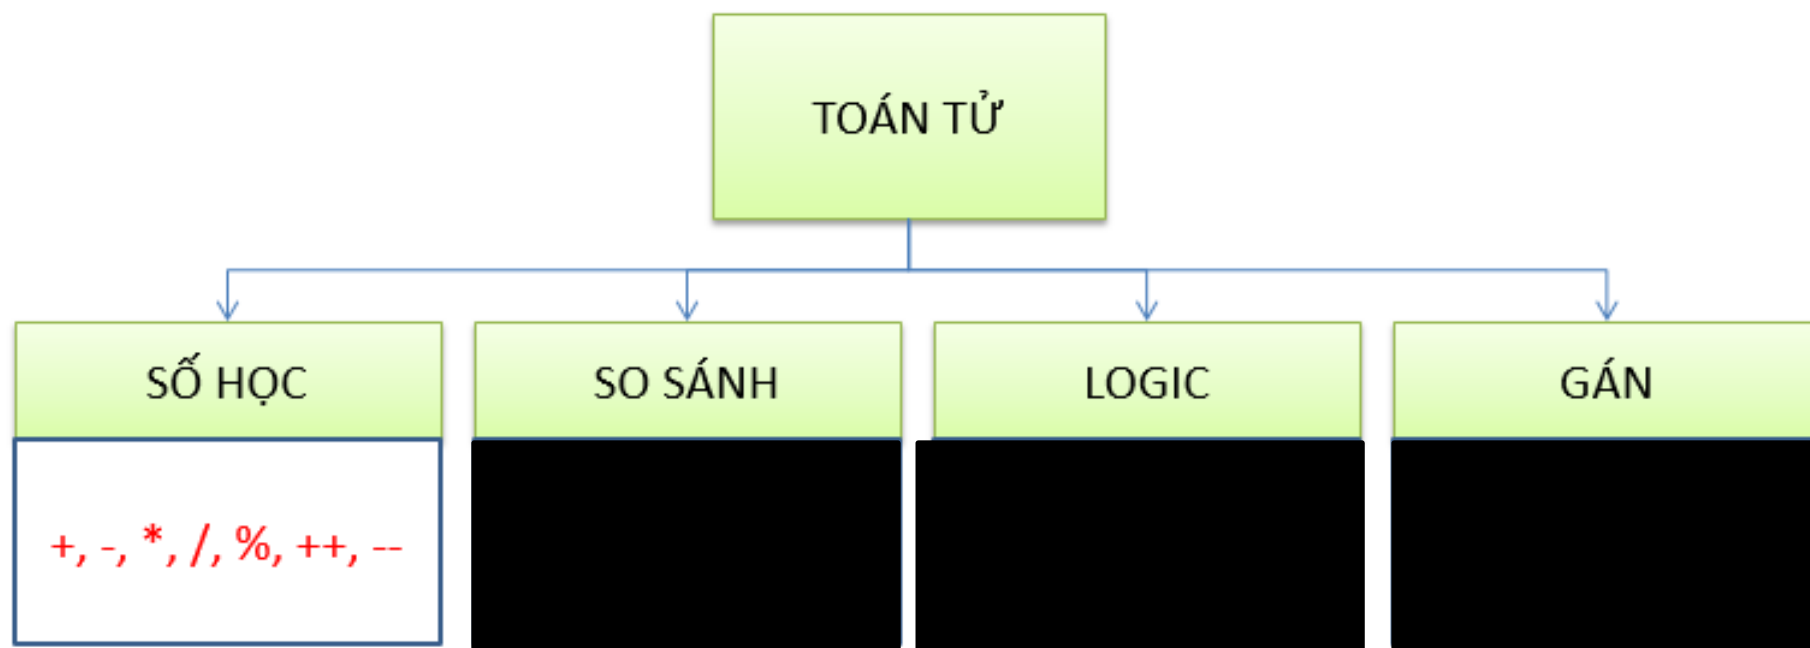 TOÁN TỬ
SỐ HỌC
SO SÁNH
LOGIC
GÁN
+, -, *, /, %, ++, --